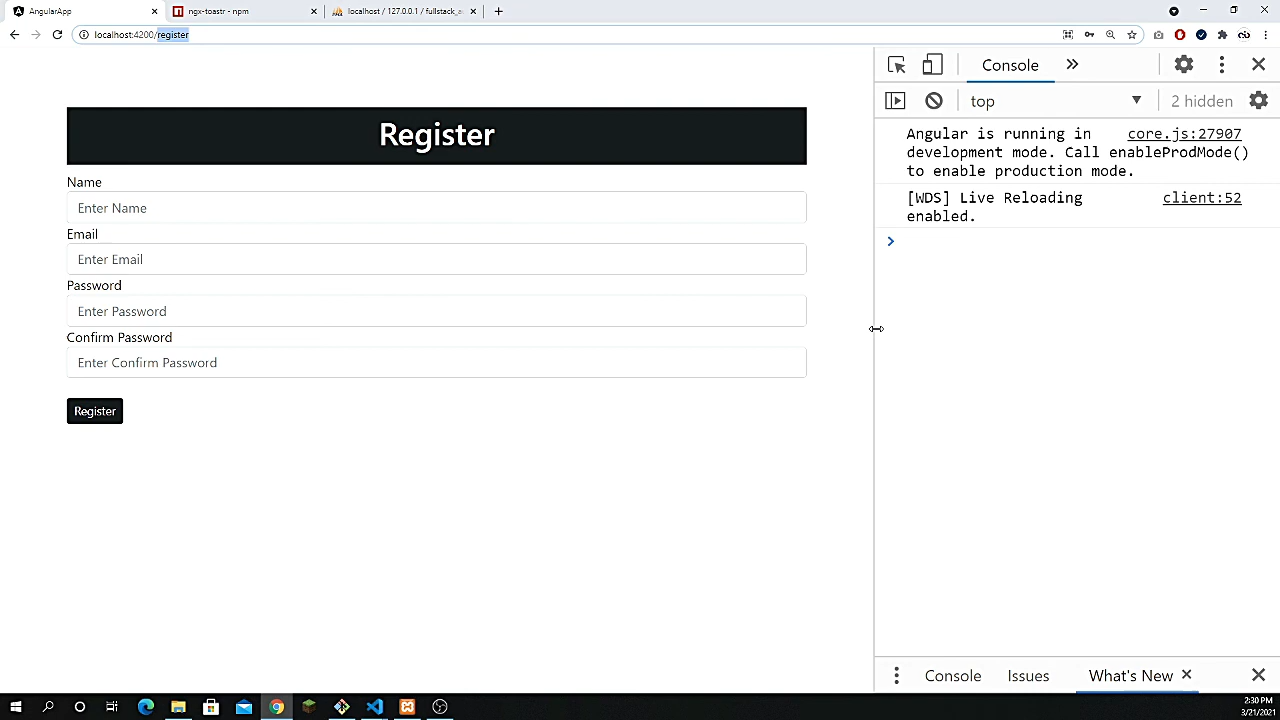 AngularApp
ngx-toastr - npm
localhost / 127.0.0.1 / fullstack_a
localhost:4200/register
Console
top
2 hidden
Register
Angular is running in core.js:27907
development mode. Call enableProdMode()
to enable production mode.
Name
Enter Name
[WDS] Live Reloading client:52
enabled.
Email
Enter Email
Password
Enter Password
Confirm Password
Enter Confirm Password
Register
Console Issues What's New
2:30 PM
3/21/2021